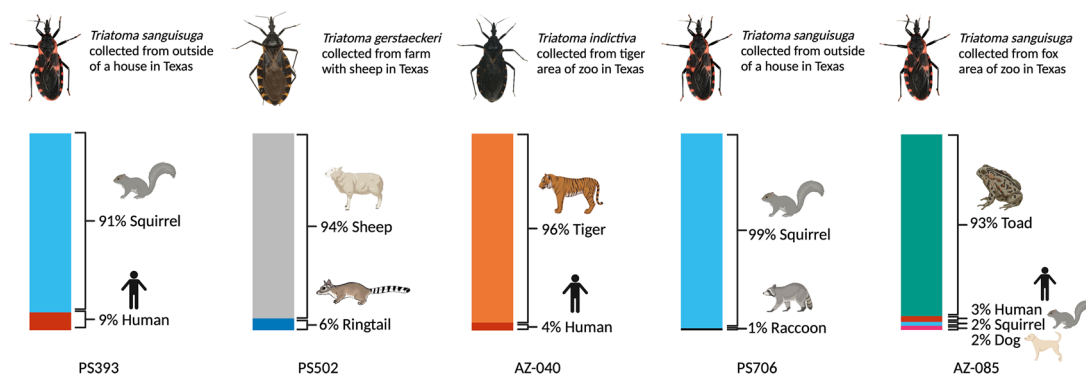 Triatoma sanguisuga
collected from outside
of a house in Texas
Triatoma gerstaeckeri
collected from farm
with sheep in Texas
Triatoma indictiva
collected from tiger
area of zoo in Texas
Triatoma sanguisuga
collected from outside
of a house in Texas
Triatoma sanguisuga
collected from fox
area of zoo in Texas
91% Squirrel
9% Human
PS393
94% Sheep
6% Ringtail
PS502
96% Tiger
4% Human
AZ-040
99% Squirrel
1% Raccoon
PS706
93% Toad
3% Human
2% Squirrel
2% Dog
AZ-085